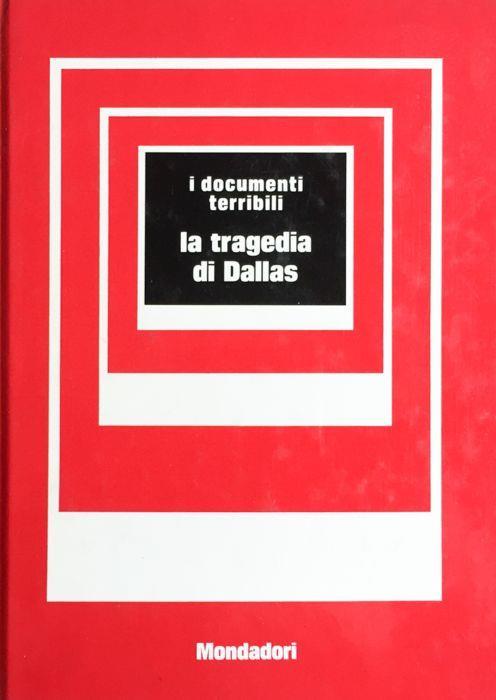 i documenti
terribili
la tragedia
di Dallas
Mondadori